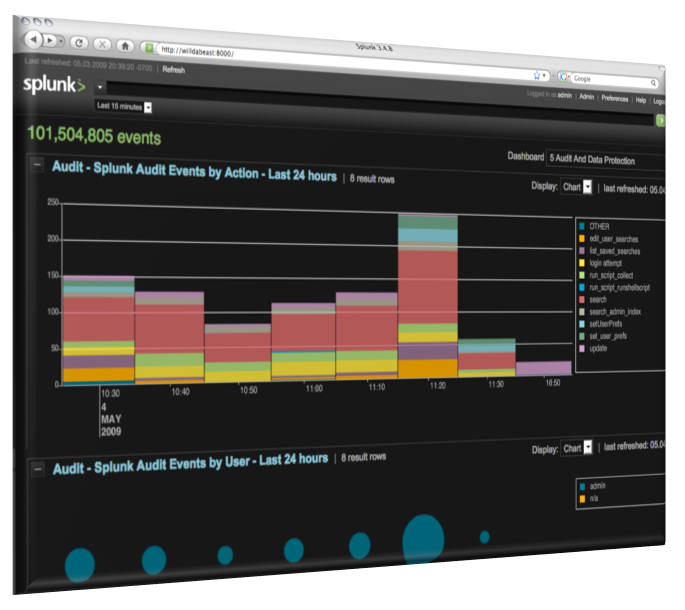 Splunk 3.4.8
http://willdabeast:8000/
Google
Last refreshed: 05.03.2009 20:39:20 -0700 | Refresh
splunk>
Logged in as admin | Admin | Preferences | Help | Logou
Last 15 minutes
101,504,805 events
Dashboard 5 Audit And Data Protection
Audit - Splunk Audit Events by Action - Last 24 hours | 8 result rows
Display: Chart | last refreshed: 05.04
250
200
150
100
50
0
10:30
10:40
10:50
11:00
11:10
11:20
11:30
16:50
4
MAY
2009
OTHER
edit_user_searches
list_saved_searches
login attempt
run_script_collect
run_script_runshellscript
search
search_admin_index
setUserPrefs
set_user_prefs
update
Audit - Splunk Audit Events by User - Last 24 hours | 8 result rows
Display: Chart | last refreshed: 05.04
admin
n/a